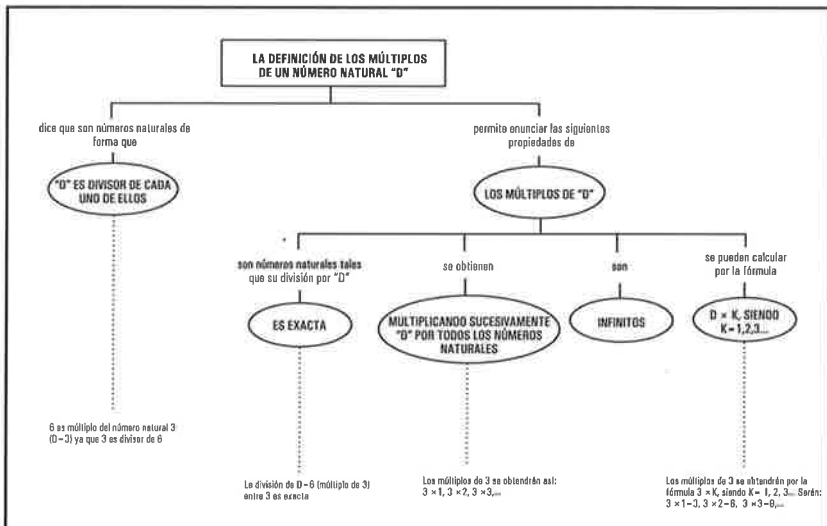 LA DEFINICIÓN DE LOS MÚLTIPLOS
DE UN NÚMERO NATURAL "D"
dice que son números naturales de
forma que
"D" ES DIVISOR DE CADA
UNO DE ELLOS
6 es múltiplo del número natural 3
(D=3) ya que 3 es divisor de 6
permite enunciar las siguientes
propiedades de
LOS MÚLTIPLOS DE "D"
son números naturales tales
que su división por "D"
ES EXACTA
La división de D=6 (múltiplo de 3)
entre 3 es exacta
se obtienen
MULTIPLICANDO SUCESIVAMENTE
"D" POR TODOS LOS NÚMEROS
NATURALES
Los múltiplos de 3 se obtendrán así:
3 ×1, 3 ×2, 3 ×3,...
son
INFINITOS
se pueden calcular
por la fórmula
D × K, SIENDO
K=1,2,3...
Los múltiplos de 3 se obtendrán por la
fórmula 3 × K, siendo K= 1, 2, 3... Serán:
3 ×1=3, 3 ×2=6, 3 ×3=9,...